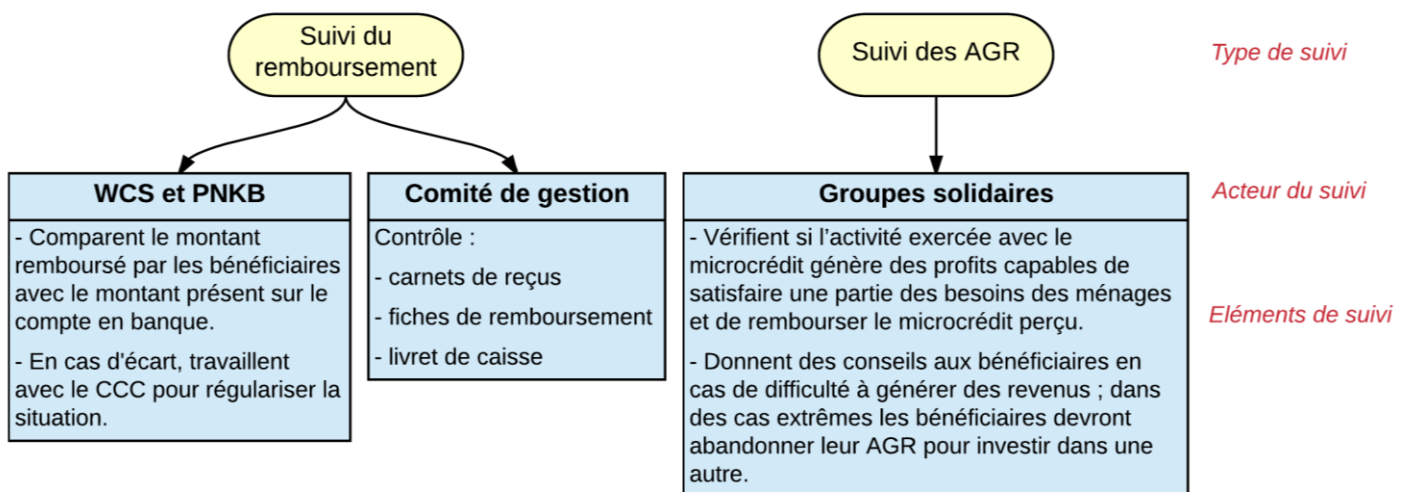 Suivi du
remboursement
Suivi des AGR
Type de suivi
WCS et PNKB
Comité de gestion
Groupes solidaires
Acteur du suivi
- Comparent le montant
remboursé par les bénéficiaires
avec le montant présent sur le
compte en banque.
- En cas d'écart, travaillent
avec le CCC pour régulariser la
situation.
Contrôle :
- carnets de reçus
- fiches de remboursement
- livret de caisse
- Vérifient si l’activité exercée avec le
microcrédit génère des profits capables de
satisfaire une partie des besoins des ménages
et de rembourser le microcrédit perçu.
- Donnent des conseils aux bénéficiaires en
cas de difficulté à générer des revenus ; dans
des cas extrêmes les bénéficiaires devront
abandonner leur AGR pour investir dans une
autre.
Eléments de suivi